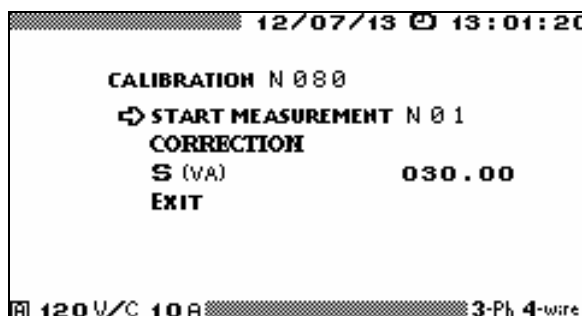 12/07/13 13:01:20
CALIBRATION N 080
START MEASUREMENT N 01
CORRECTION
S (VA) 030.00
EXIT
A 120 V/C 10 A 3-Ph 4-wire